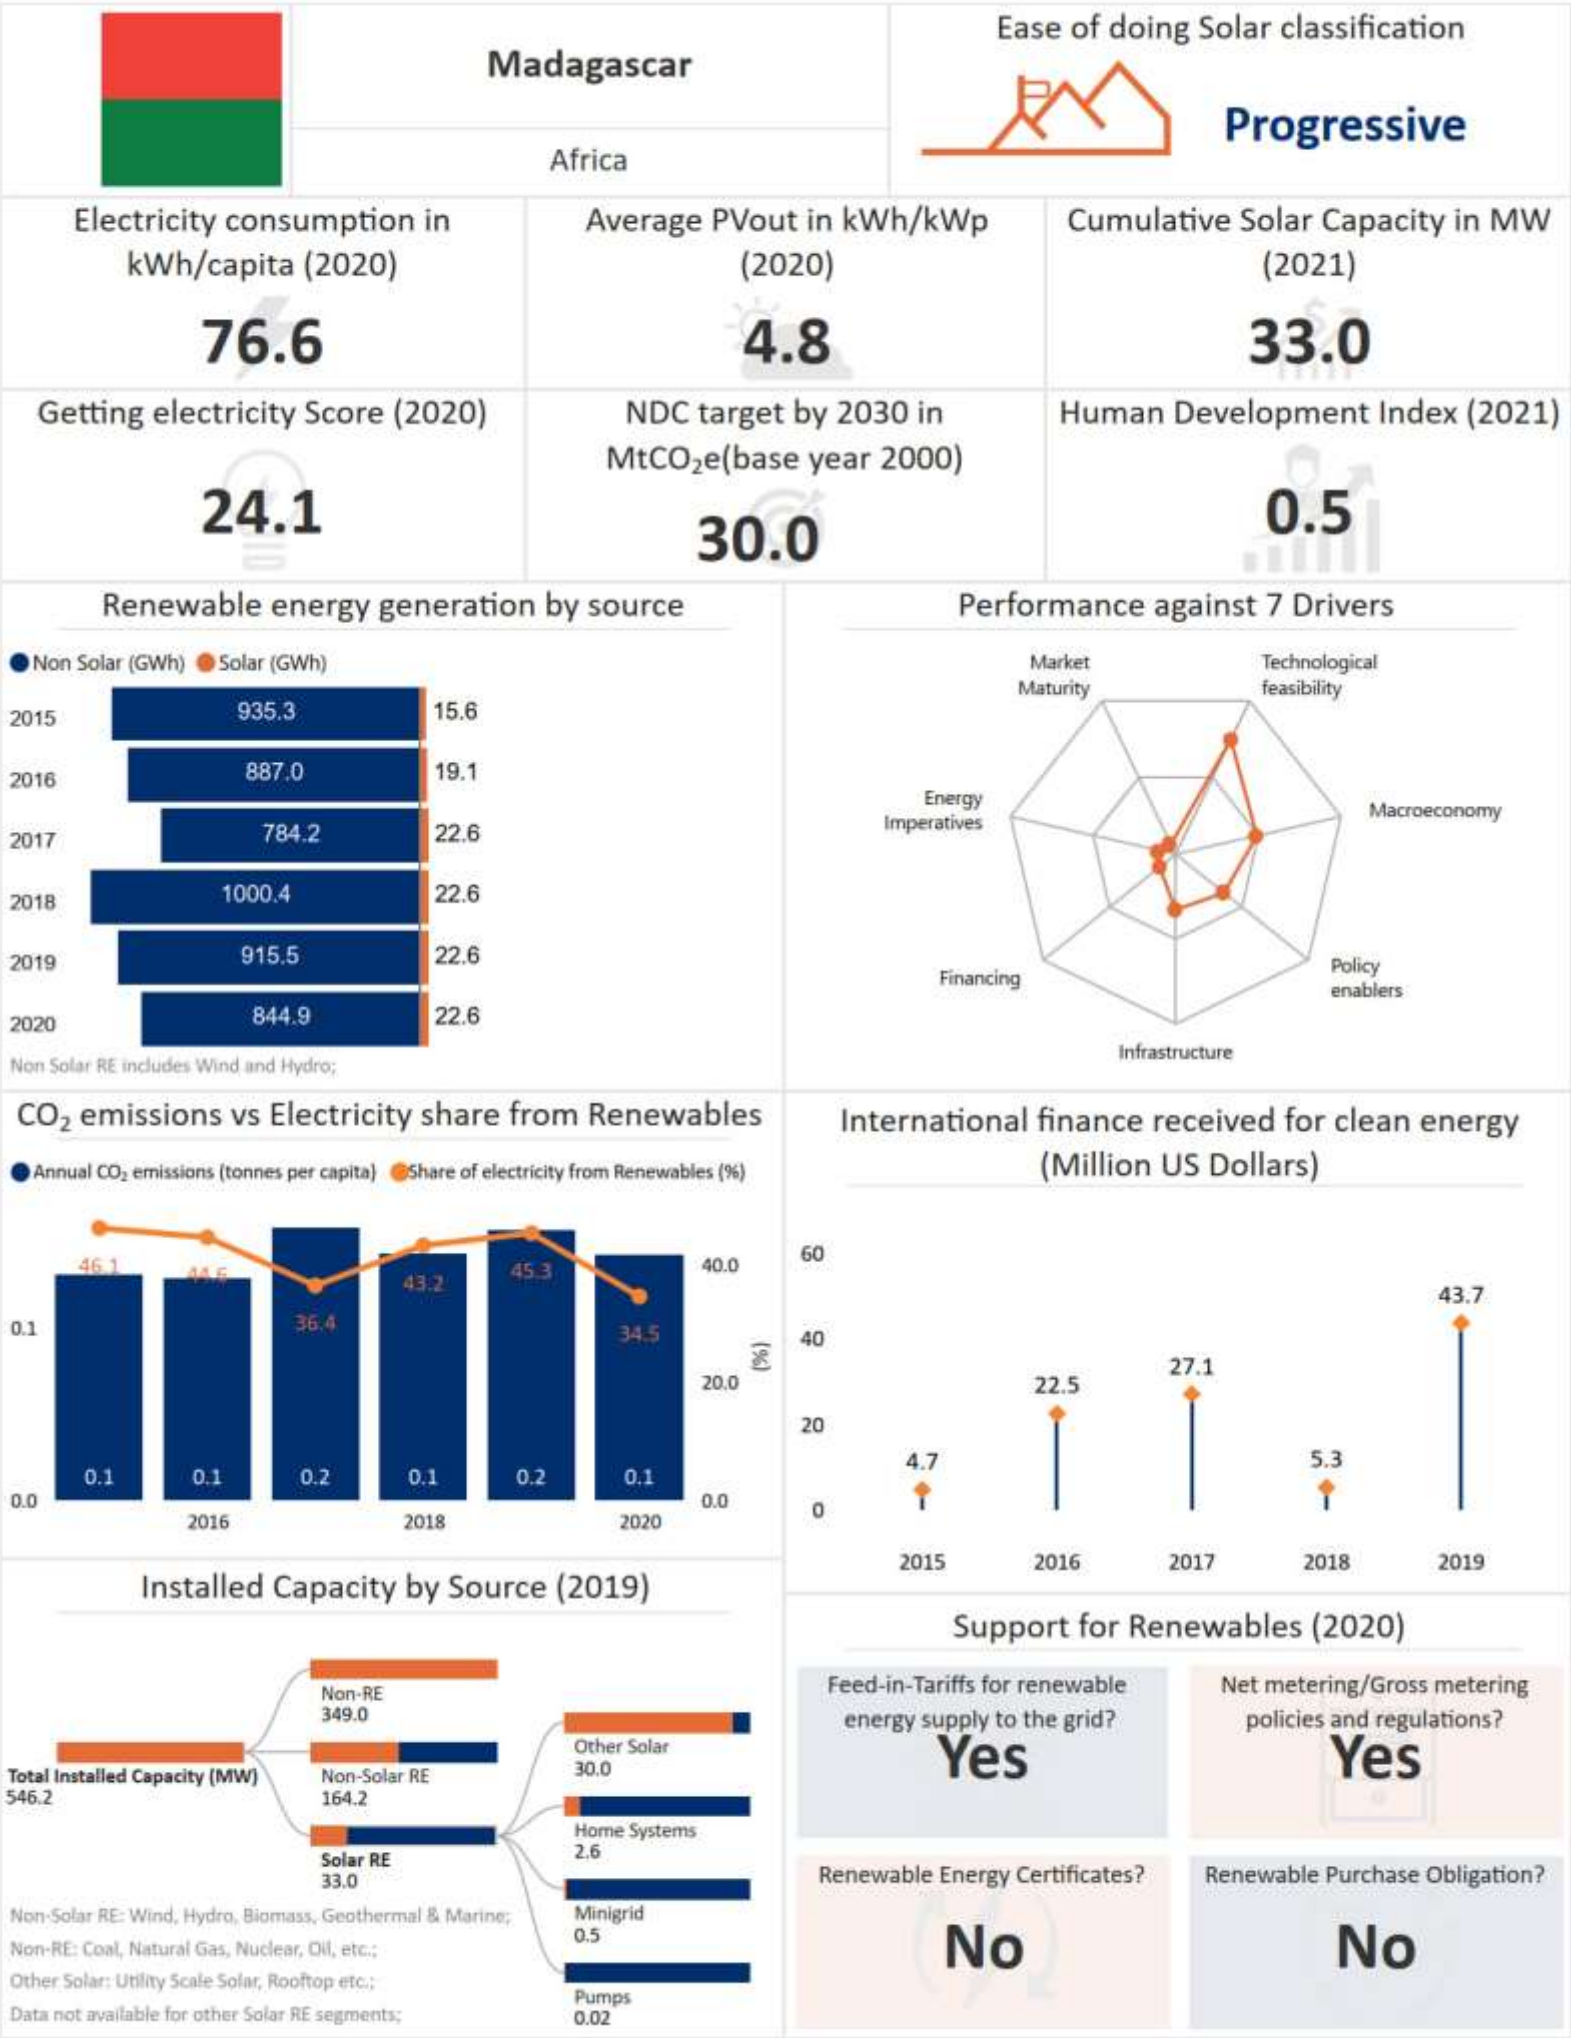 Madagascar
Africa
Ease of doing Solar classification
Progressive
Electricity consumption in
kWh/capita (2020)
76.6
Average PVout in kWh/kWp
(2020)
4.8
Cumulative Solar Capacity in MW
(2021)
33.0
Getting electricity Score (2020)
24.1
NDC target by 2030 in
MtCO₂e(base year 2000)
30.0
Human Development Index (2021)
0.5
Renewable energy generation by source
Non Solar (GWh) Solar (GWh)
2015 935.3 15.6
2016 887.0 19.1
2017 784.2 22.6
2018 1000.4 22.6
2019 915.5 22.6
2020 844.9 22.6
Non Solar RE includes Wind and Hydro;
Performance against 7 Drivers
Market
Maturity
Technological
feasibility
Energy
Imperatives
Macroeconomy
Financing
Policy
enablers
Infrastructure
CO₂ emissions vs Electricity share from Renewables
Annual CO₂ emissions (tonnes per capita) Share of electricity from Renewables (%)
46.1 44.6 36.4 43.2 45.3 34.5
0.1
0.0
40.0
20.0
0.0
(%)
0.1 0.1 0.2 0.1 0.2 0.1
2016 2018 2020
International finance received for clean energy
(Million US Dollars)
60
40
20
0
4.7 22.5 27.1 5.3 43.7
2015 2016 2017 2018 2019
Installed Capacity by Source (2019)
Total Installed Capacity (MW)
546.2
Non-RE
349.0
Non-Solar RE
164.2
Solar RE
33.0
Other Solar
30.0
Home Systems
2.6
Minigrid
0.5
Pumps
0.02
Non-Solar RE: Wind, Hydro, Biomass, Geothermal & Marine;
Non-RE: Coal, Natural Gas, Nuclear, Oil, etc.;
Other Solar: Utility Scale Solar, Rooftop etc.;
Data not available for other Solar RE segments;
Support for Renewables (2020)
Feed-in-Tariffs for renewable
energy supply to the grid?
Yes
Net metering/Gross metering
policies and regulations?
Yes
Renewable Energy Certificates?
No
Renewable Purchase Obligation?
No